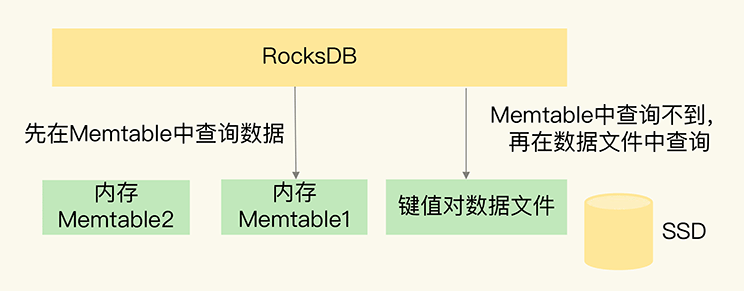 RocksDB
先在Memtable中查询数据
Memtable中查询不到，
再在数据文件中查询
内存
Memtable2
内存
Memtable1
键值对数据文件
SSD